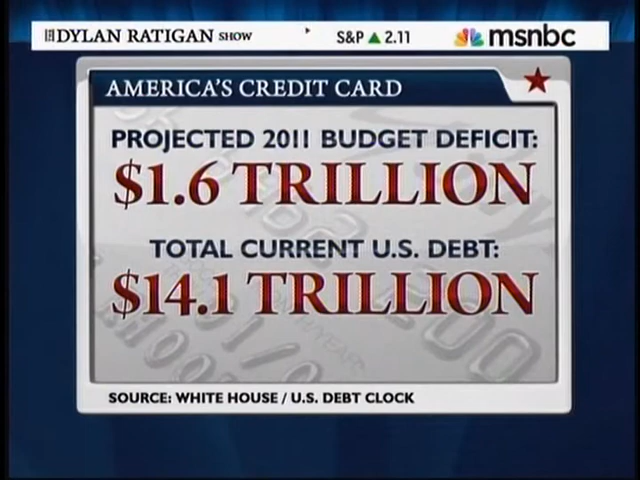 THE DYLAN RATIGAN SHOW S&P ▲ 2.11 msnbc
AMERICA'S CREDIT CARD
PROJECTED 2011 BUDGET DEFICIT:
$1.6 TRILLION
TOTAL CURRENT U.S. DEBT:
$14.1 TRILLION
SOURCE: WHITE HOUSE / U.S. DEBT CLOCK